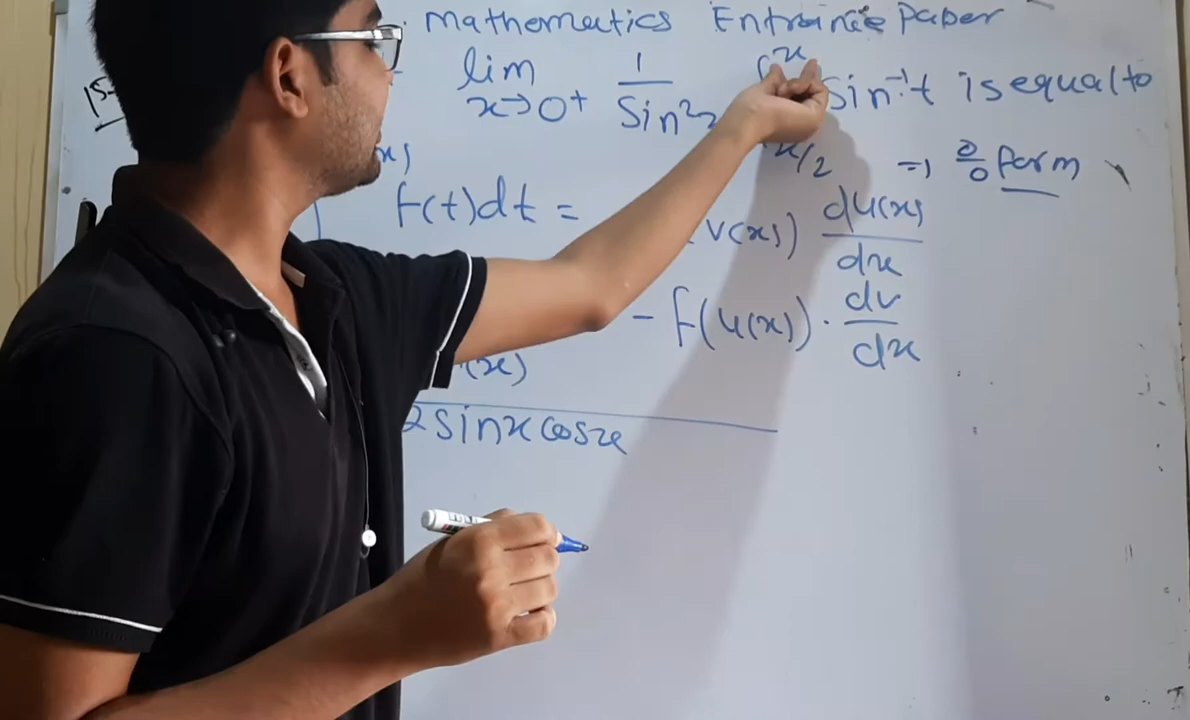 Mathematics Entrance Paper
lim x→0+ 1/Sin² ∫ x Sin⁻¹t is equal to
x/2 ⇒ 0/0 form
x)
f(t)dt = v(x)) du(x)/dx
- f(u(x)) · dv/dx
(x)
2 sinx cosx